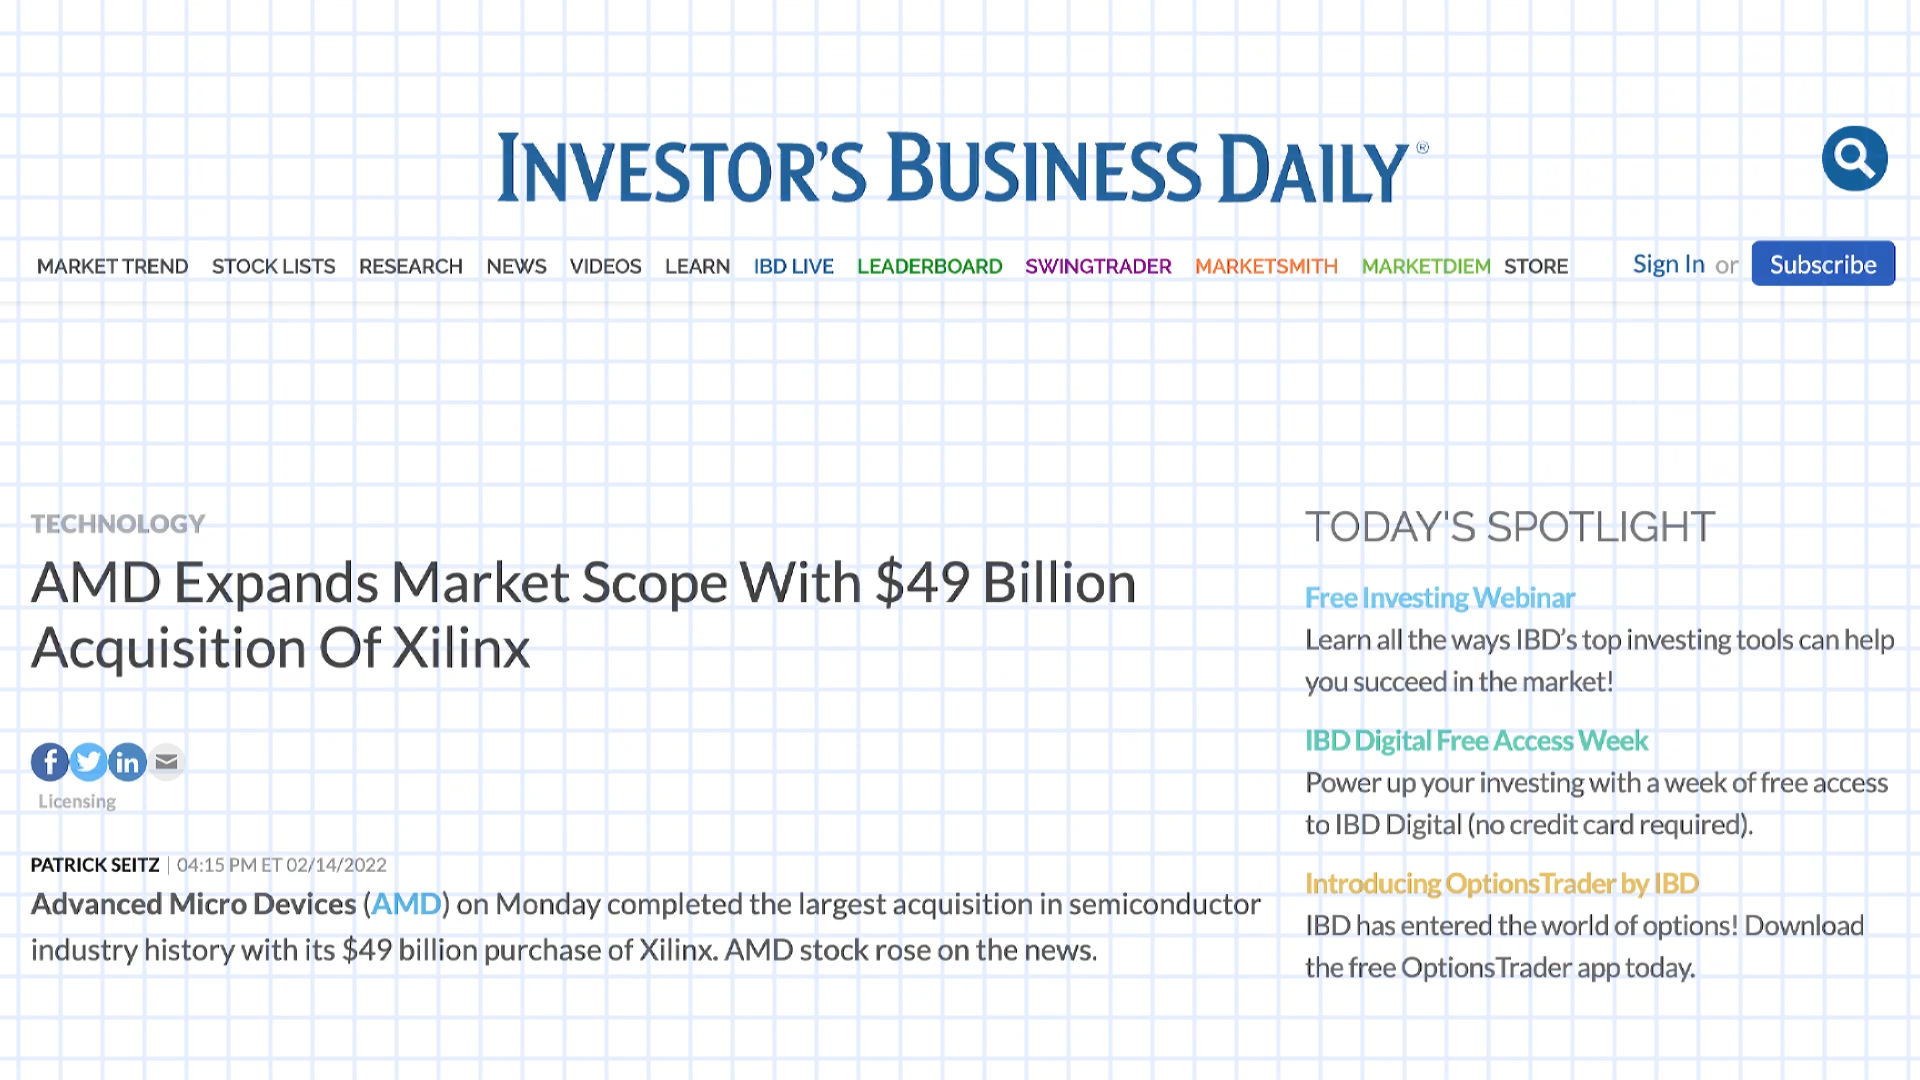 INVESTOR'S BUSINESS DAILY®
MARKET TREND STOCK LISTS RESEARCH NEWS VIDEOS LEARN IBD LIVE LEADERBOARD SWINGTRADER MARKETSMITH MARKETDIEM STORE Sign In or Subscribe
TECHNOLOGY
AMD Expands Market Scope With $49 Billion
Acquisition Of Xilinx
Licensing
PATRICK SEITZ | 04:15 PM ET 02/14/2022
Advanced Micro Devices (AMD) on Monday completed the largest acquisition in semiconductor
industry history with its $49 billion purchase of Xilinx. AMD stock rose on the news.
TODAY'S SPOTLIGHT
Free Investing Webinar
Learn all the ways IBD's top investing tools can help
you succeed in the market!
IBD Digital Free Access Week
Power up your investing with a week of free access
to IBD Digital (no credit card required).
Introducing OptionsTrader by IBD
IBD has entered the world of options! Download
the free OptionsTrader app today.